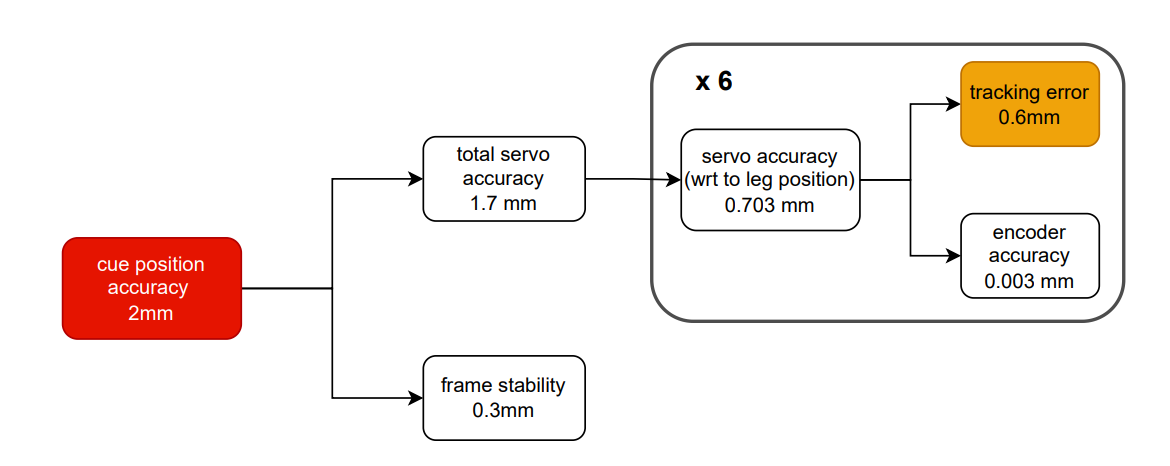 x 6
tracking error
0.6mm
total servo
accuracy
1.7 mm
servo accuracy
(wrt to leg position)
0.703 mm
encoder
accuracy
0.003 mm
cue position
accuracy
2mm
frame stability
0.3mm